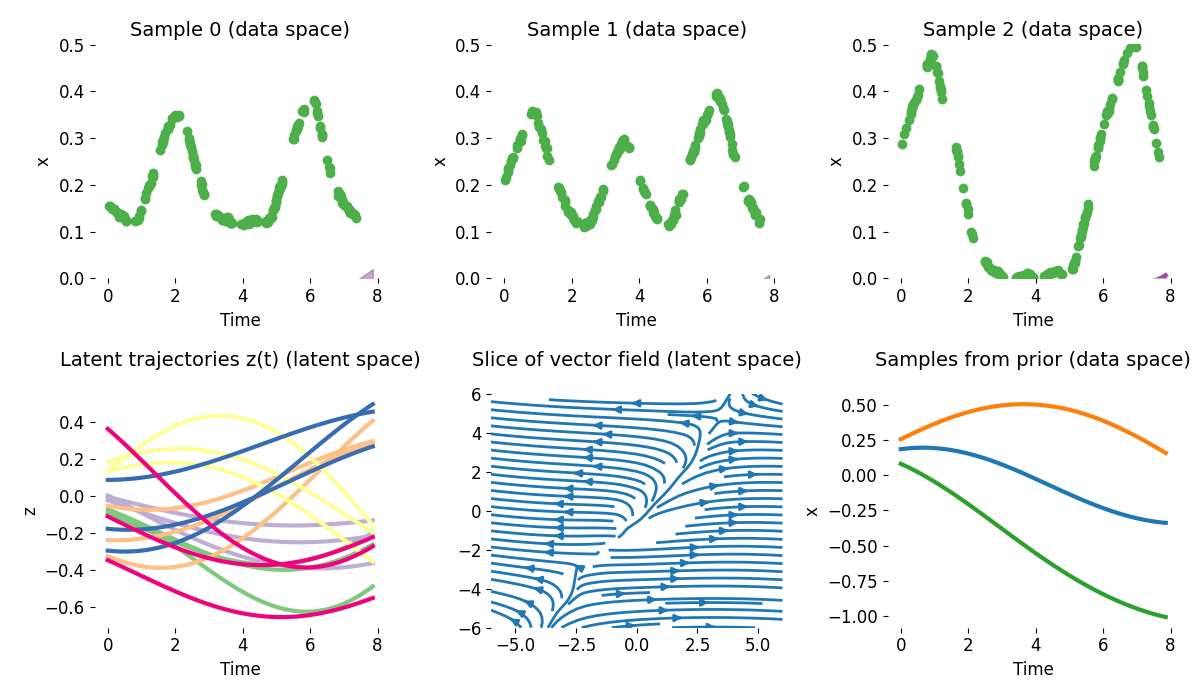 Sample 0 (data space)
Sample 1 (data space)
Sample 2 (data space)
0.5
0.4
0.3
0.2
0.1
0.0
x
0 2 4 6 8
Time
0.5
0.4
0.3
0.2
0.1
0.0
x
0 2 4 6 8
Time
0.5
0.4
0.3
0.2
0.1
0.0
x
0 2 4 6 8
Time
Latent trajectories z(t) (latent space)
Slice of vector field (latent space)
Samples from prior (data space)
0.4
0.2
0.0
−0.2
−0.4
−0.6
z
0 2 4 6 8
Time
6
4
2
0
−2
−4
−6
−5.0 −2.5 0.0 2.5 5.0
0.50
0.25
0.00
−0.25
−0.50
−0.75
−1.00
x
0 2 4 6 8
Time